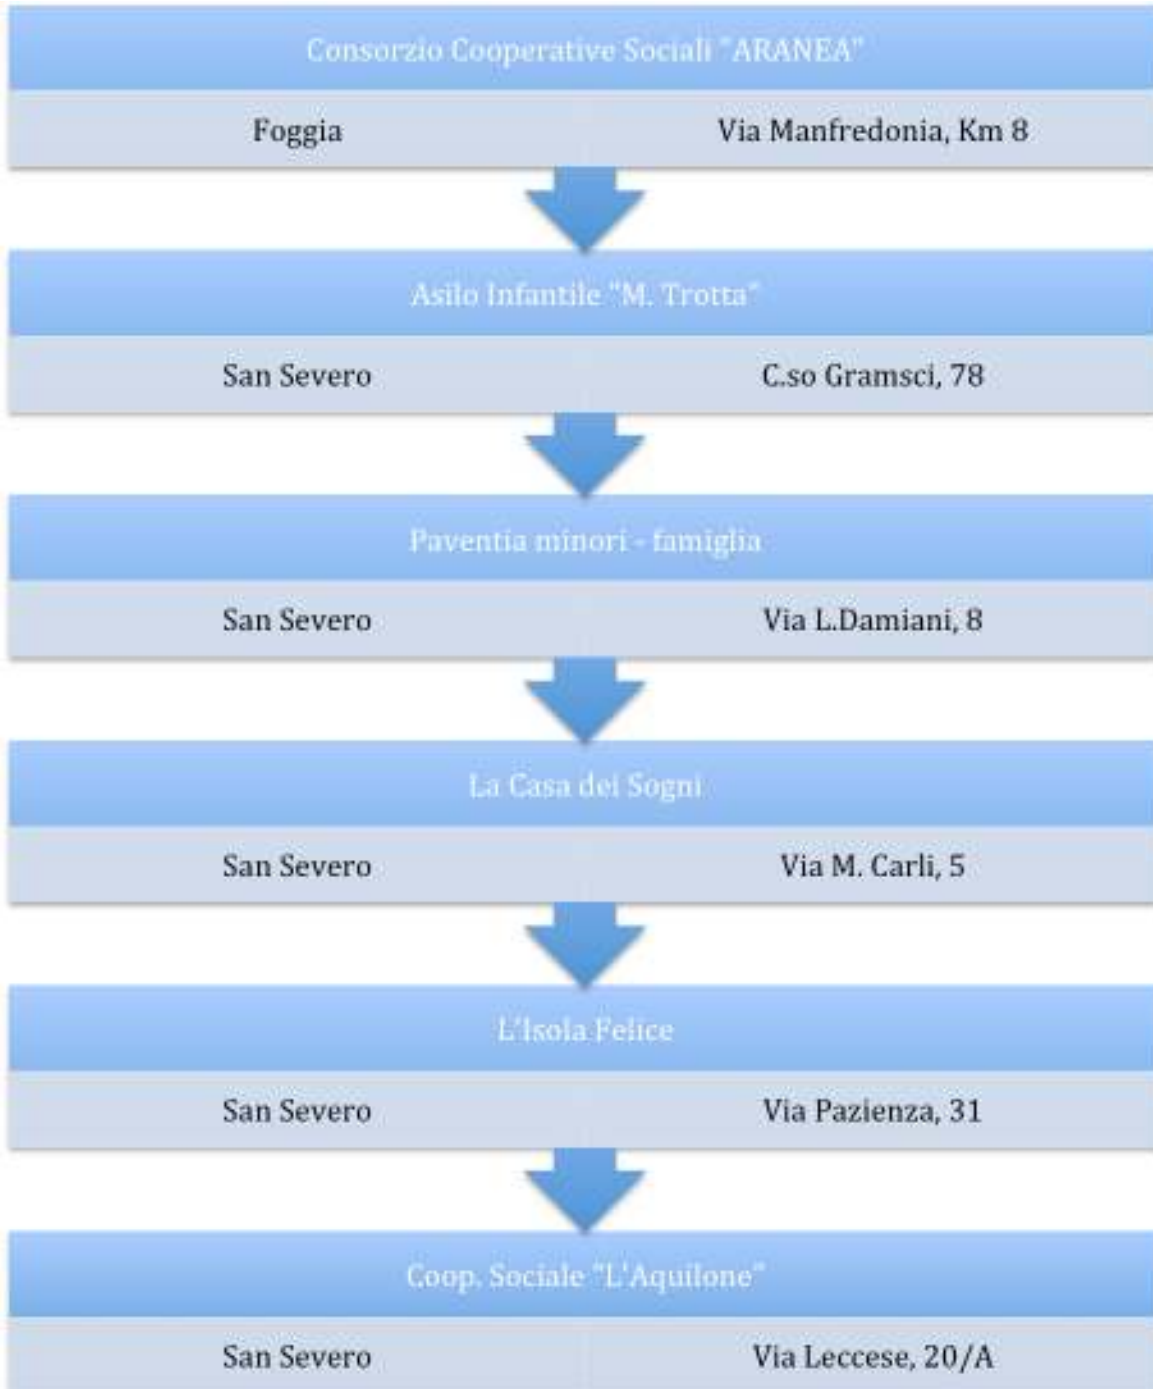 Consorzio Cooperative Sociali "ARANEA"
Foggia Via Manfredonia, Km 8
Asilo Infantile "M. Trotta"
San Severo C.so Gramsci, 78
Paventia minori - famiglia
San Severo Via L.Damiani, 8
La Casa dei Sogni
San Severo Via M. Carli, 5
L'Isola Felice
San Severo Via Pazienza, 31
Coop. Sociale "L'Aquilone"
San Severo Via Leccese, 20/A